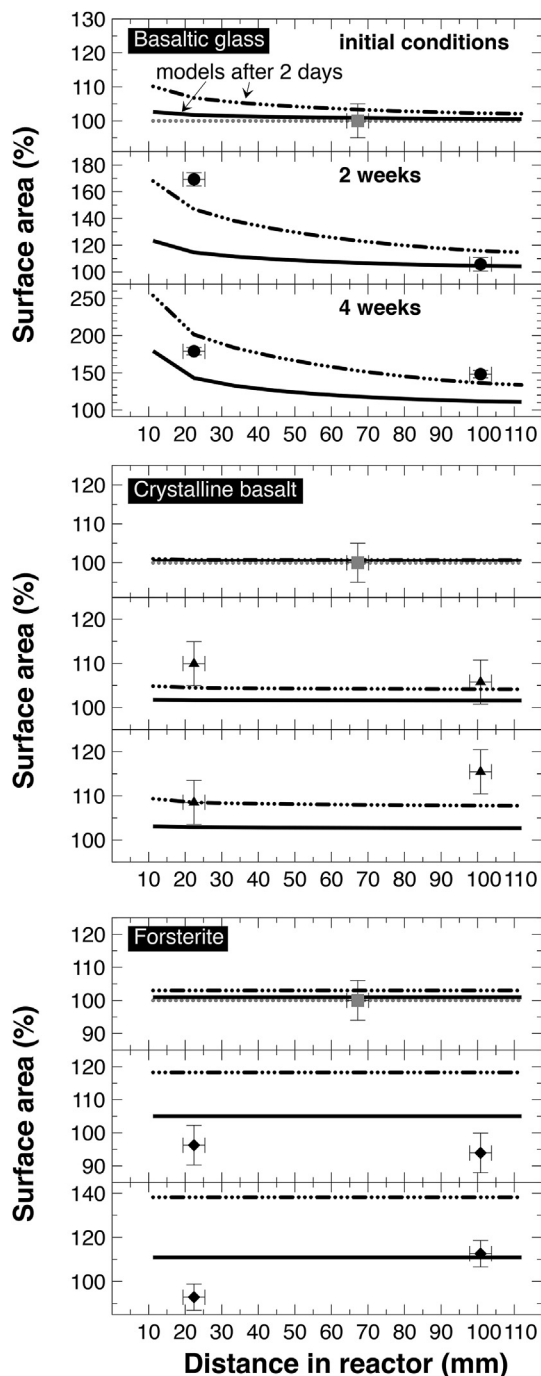 Surface area (%)
130
120
110
100
Basaltic glass
initial conditions
models after 2 days
180
160
140
120
100
2 weeks
250
200
150
100
4 weeks
10 20 30 40 50 60 70 80 90 100 110
Surface area (%)
120
110
100
Crystalline basalt
120
110
100
120
110
100
10 20 30 40 50 60 70 80 90 100 110
Surface area (%)
120
110
100
90
Forsterite
120
110
100
90
140
120
100
10 20 30 40 50 60 70 80 90 100 110
Distance in reactor (mm)